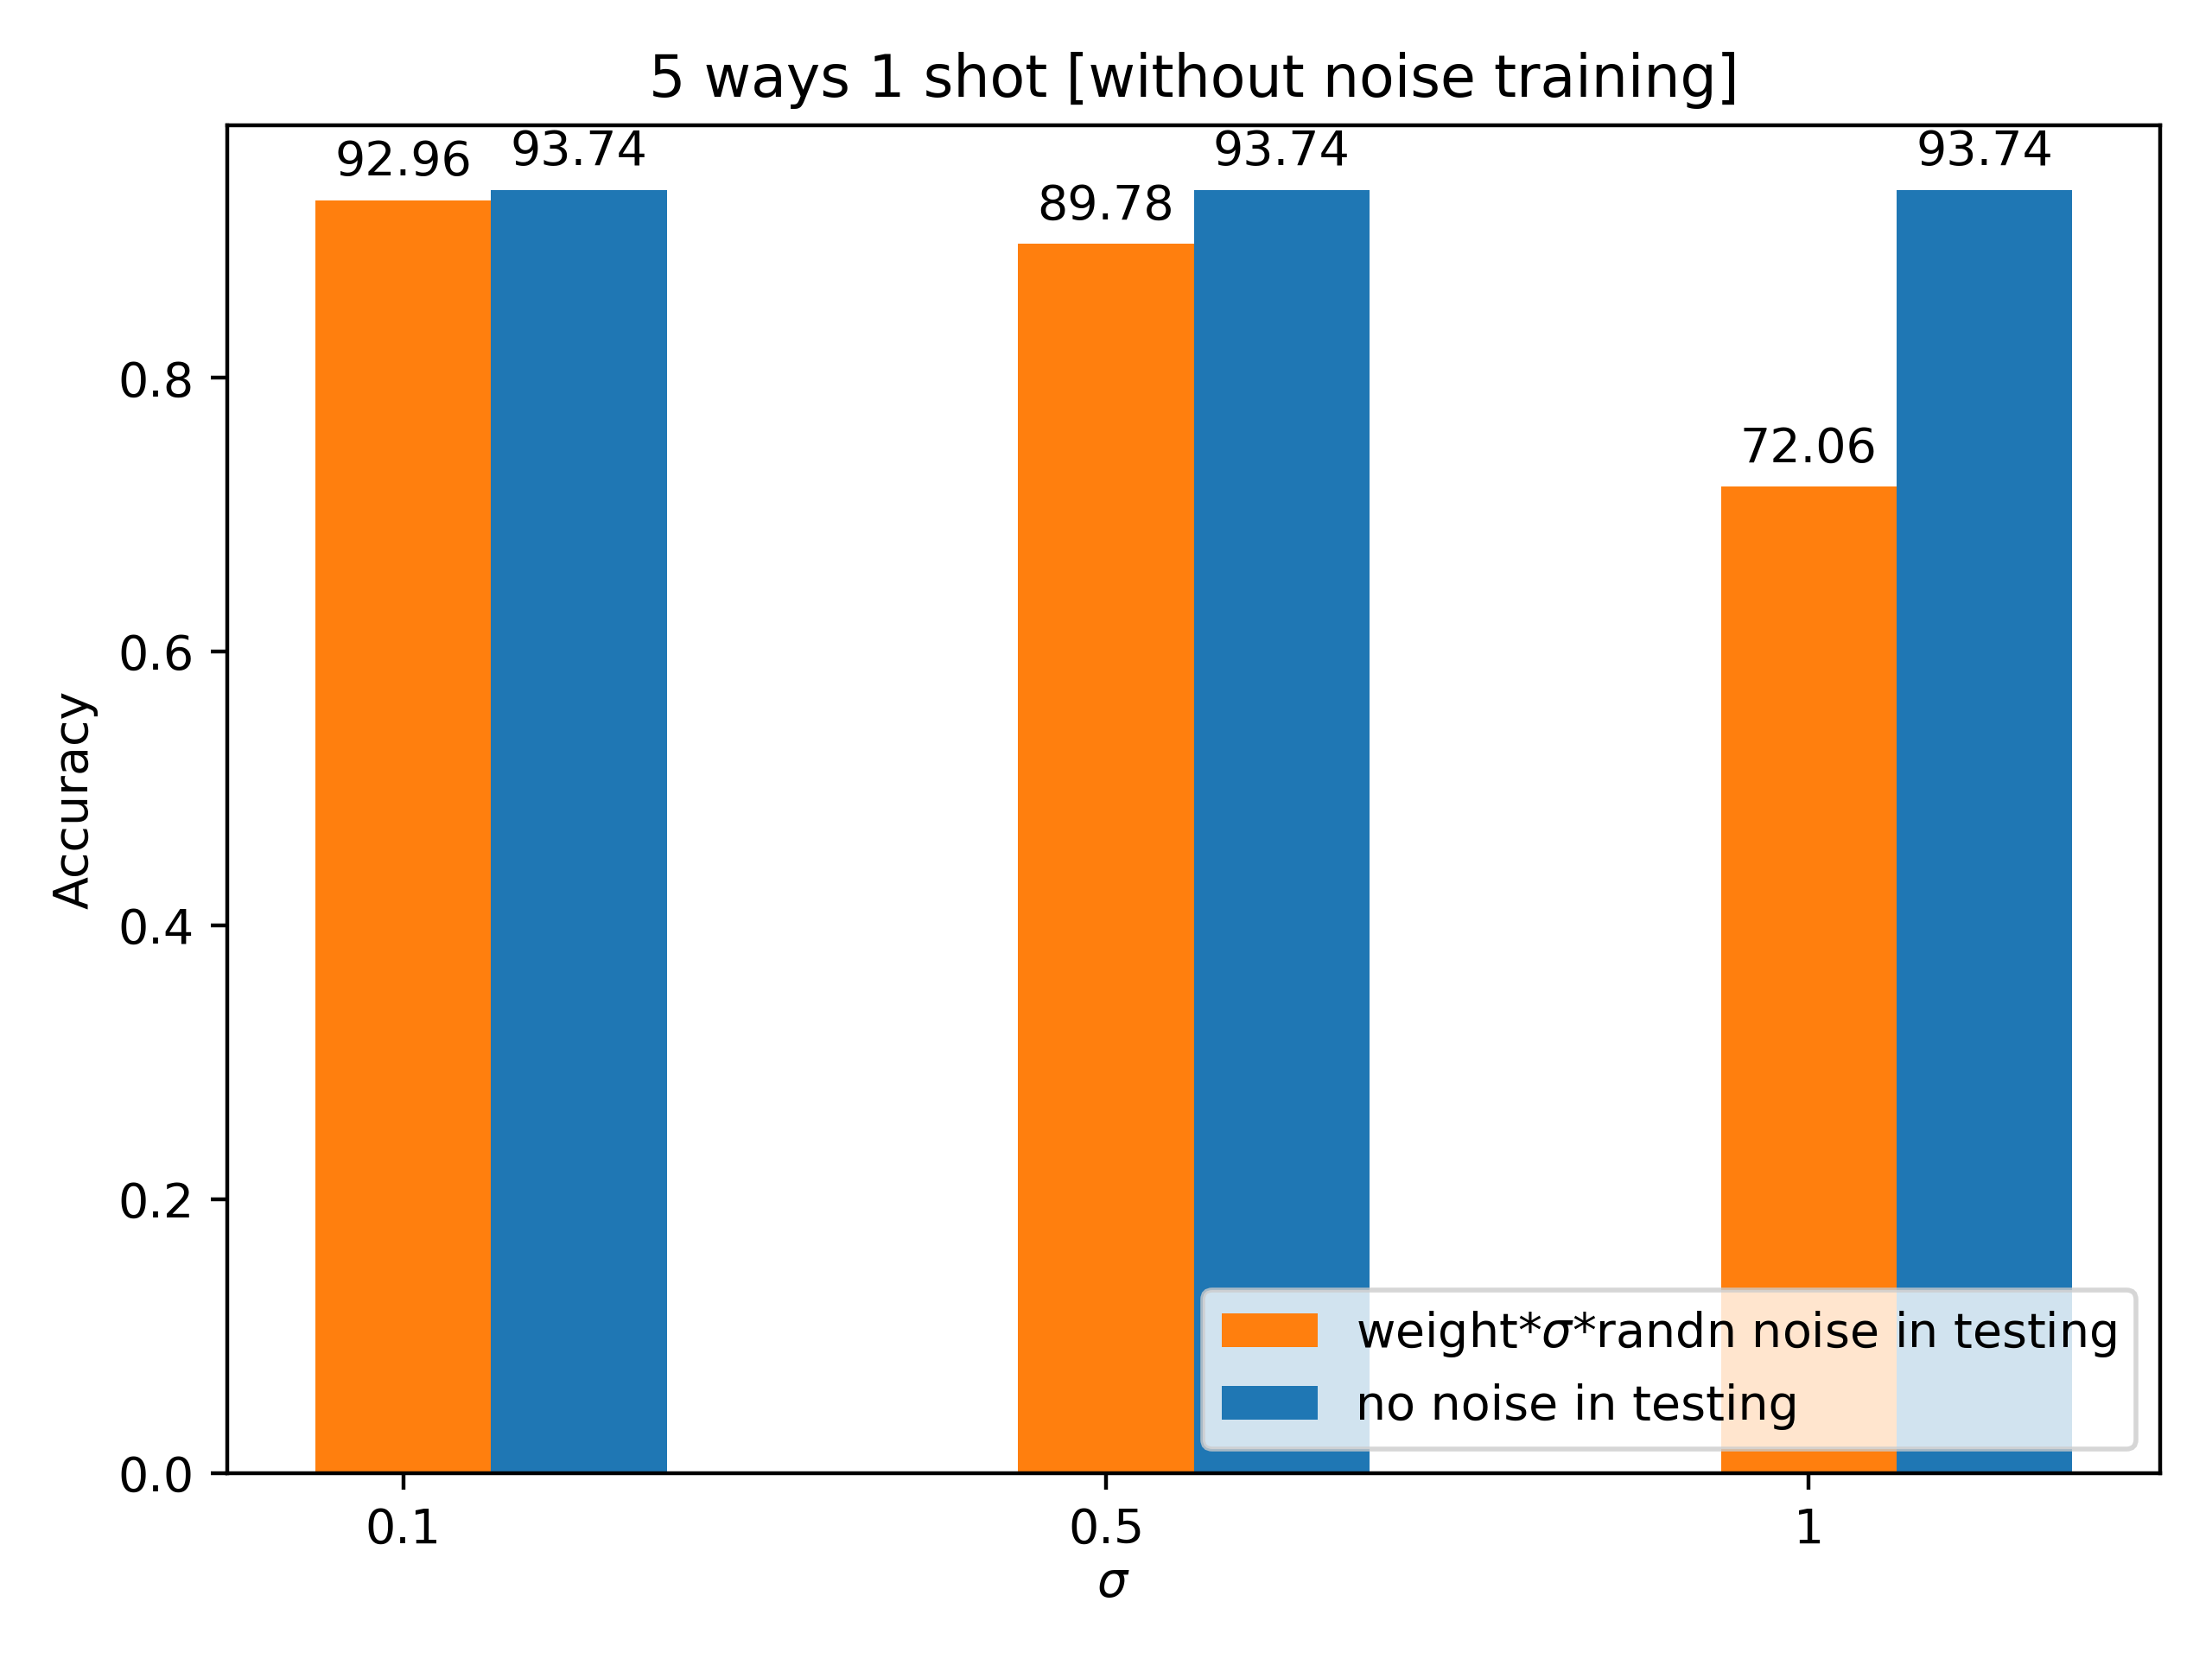 5 ways 1 shot [without noise training]
92.96
93.74
89.78
93.74
72.06
93.74
Accuracy
0.8
0.6
0.4
0.2
0.0
0.1
0.5
1
σ
weight*σ*randn noise in testing
no noise in testing